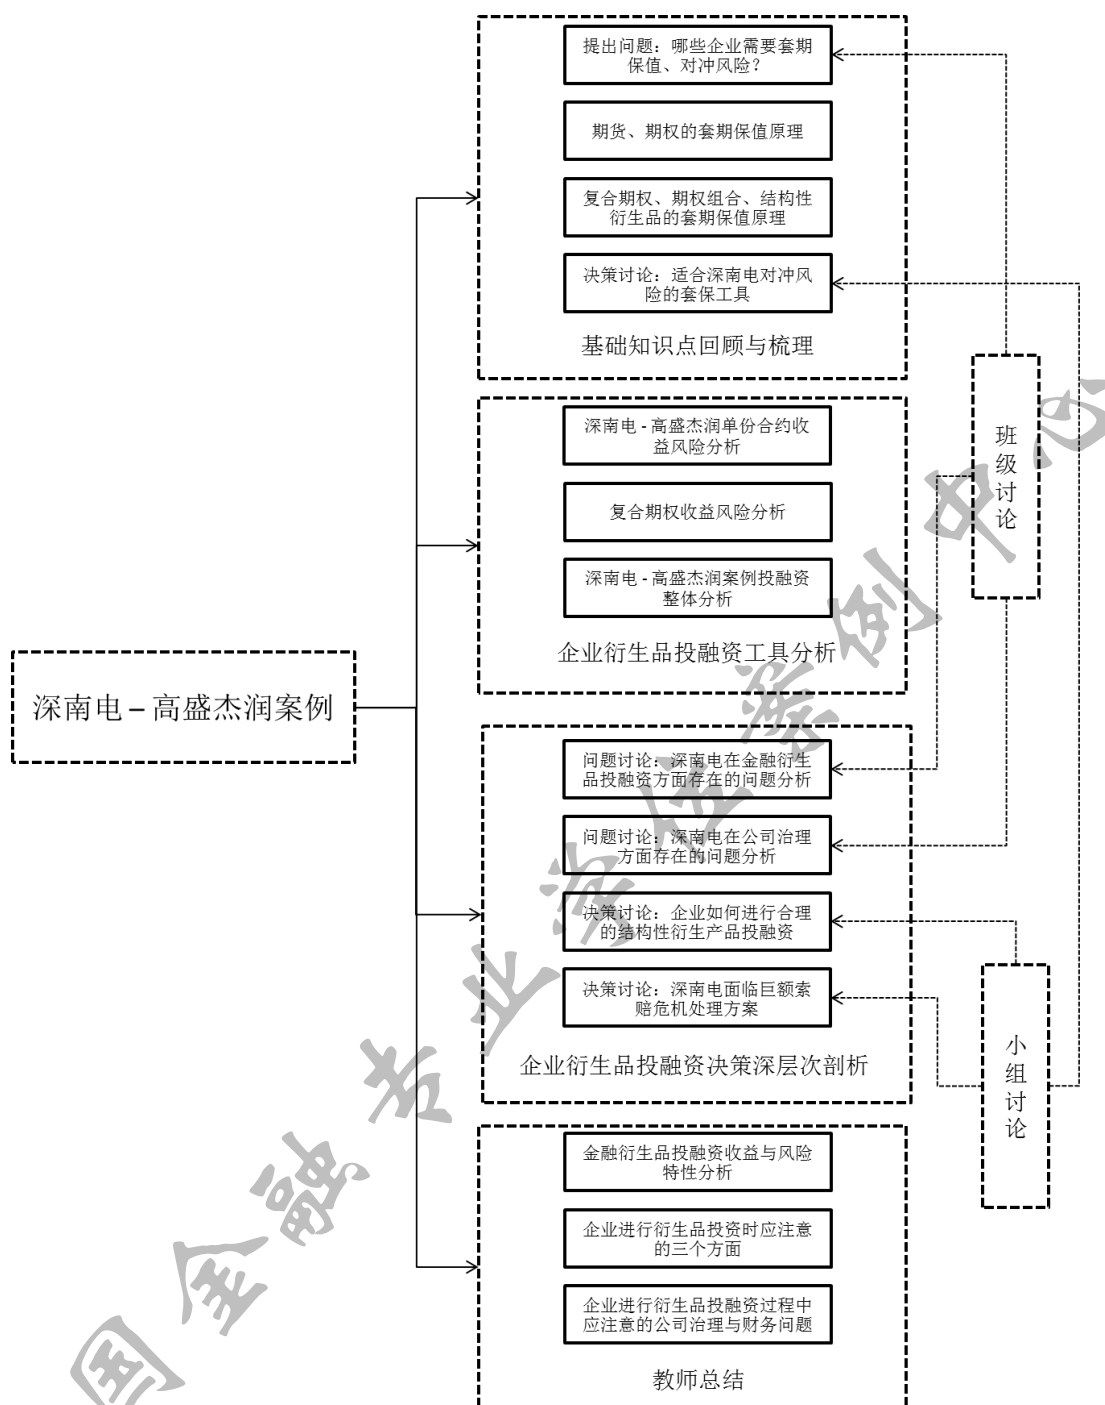 提出问题：哪些企业需要套期
保值、对冲风险？
期货、期权的套期保值原理
复合期权、期权组合、结构性
衍生品的套期保值原理
决策讨论：适合深南电对冲风
险的套保工具
基础知识点回顾与梳理
深南电-高盛杰润单份合约收
益风险分析
复合期权收益风险分析
深南电-高盛杰润案例投融资
整体分析
企业衍生品投融资工具分析
深南电–高盛杰润案例
问题讨论：深南电在金融衍生
品投融资方面存在的问题分析
问题讨论：深南电在公司治理
方面存在的问题分析
决策讨论：企业如何进行合理
的结构性衍生产品投融资
决策讨论：深南电面临巨额索
赔危机处理方案
企业衍生品投融资决策深层次剖析
金融衍生品投融资收益与风险
特性分析
企业进行衍生品投资时应注意
的三个方面
企业进行衍生品投融资过程中
应注意的公司治理与财务问题
教师总结
班级讨论
小组讨论
国金融专业学位案例中心